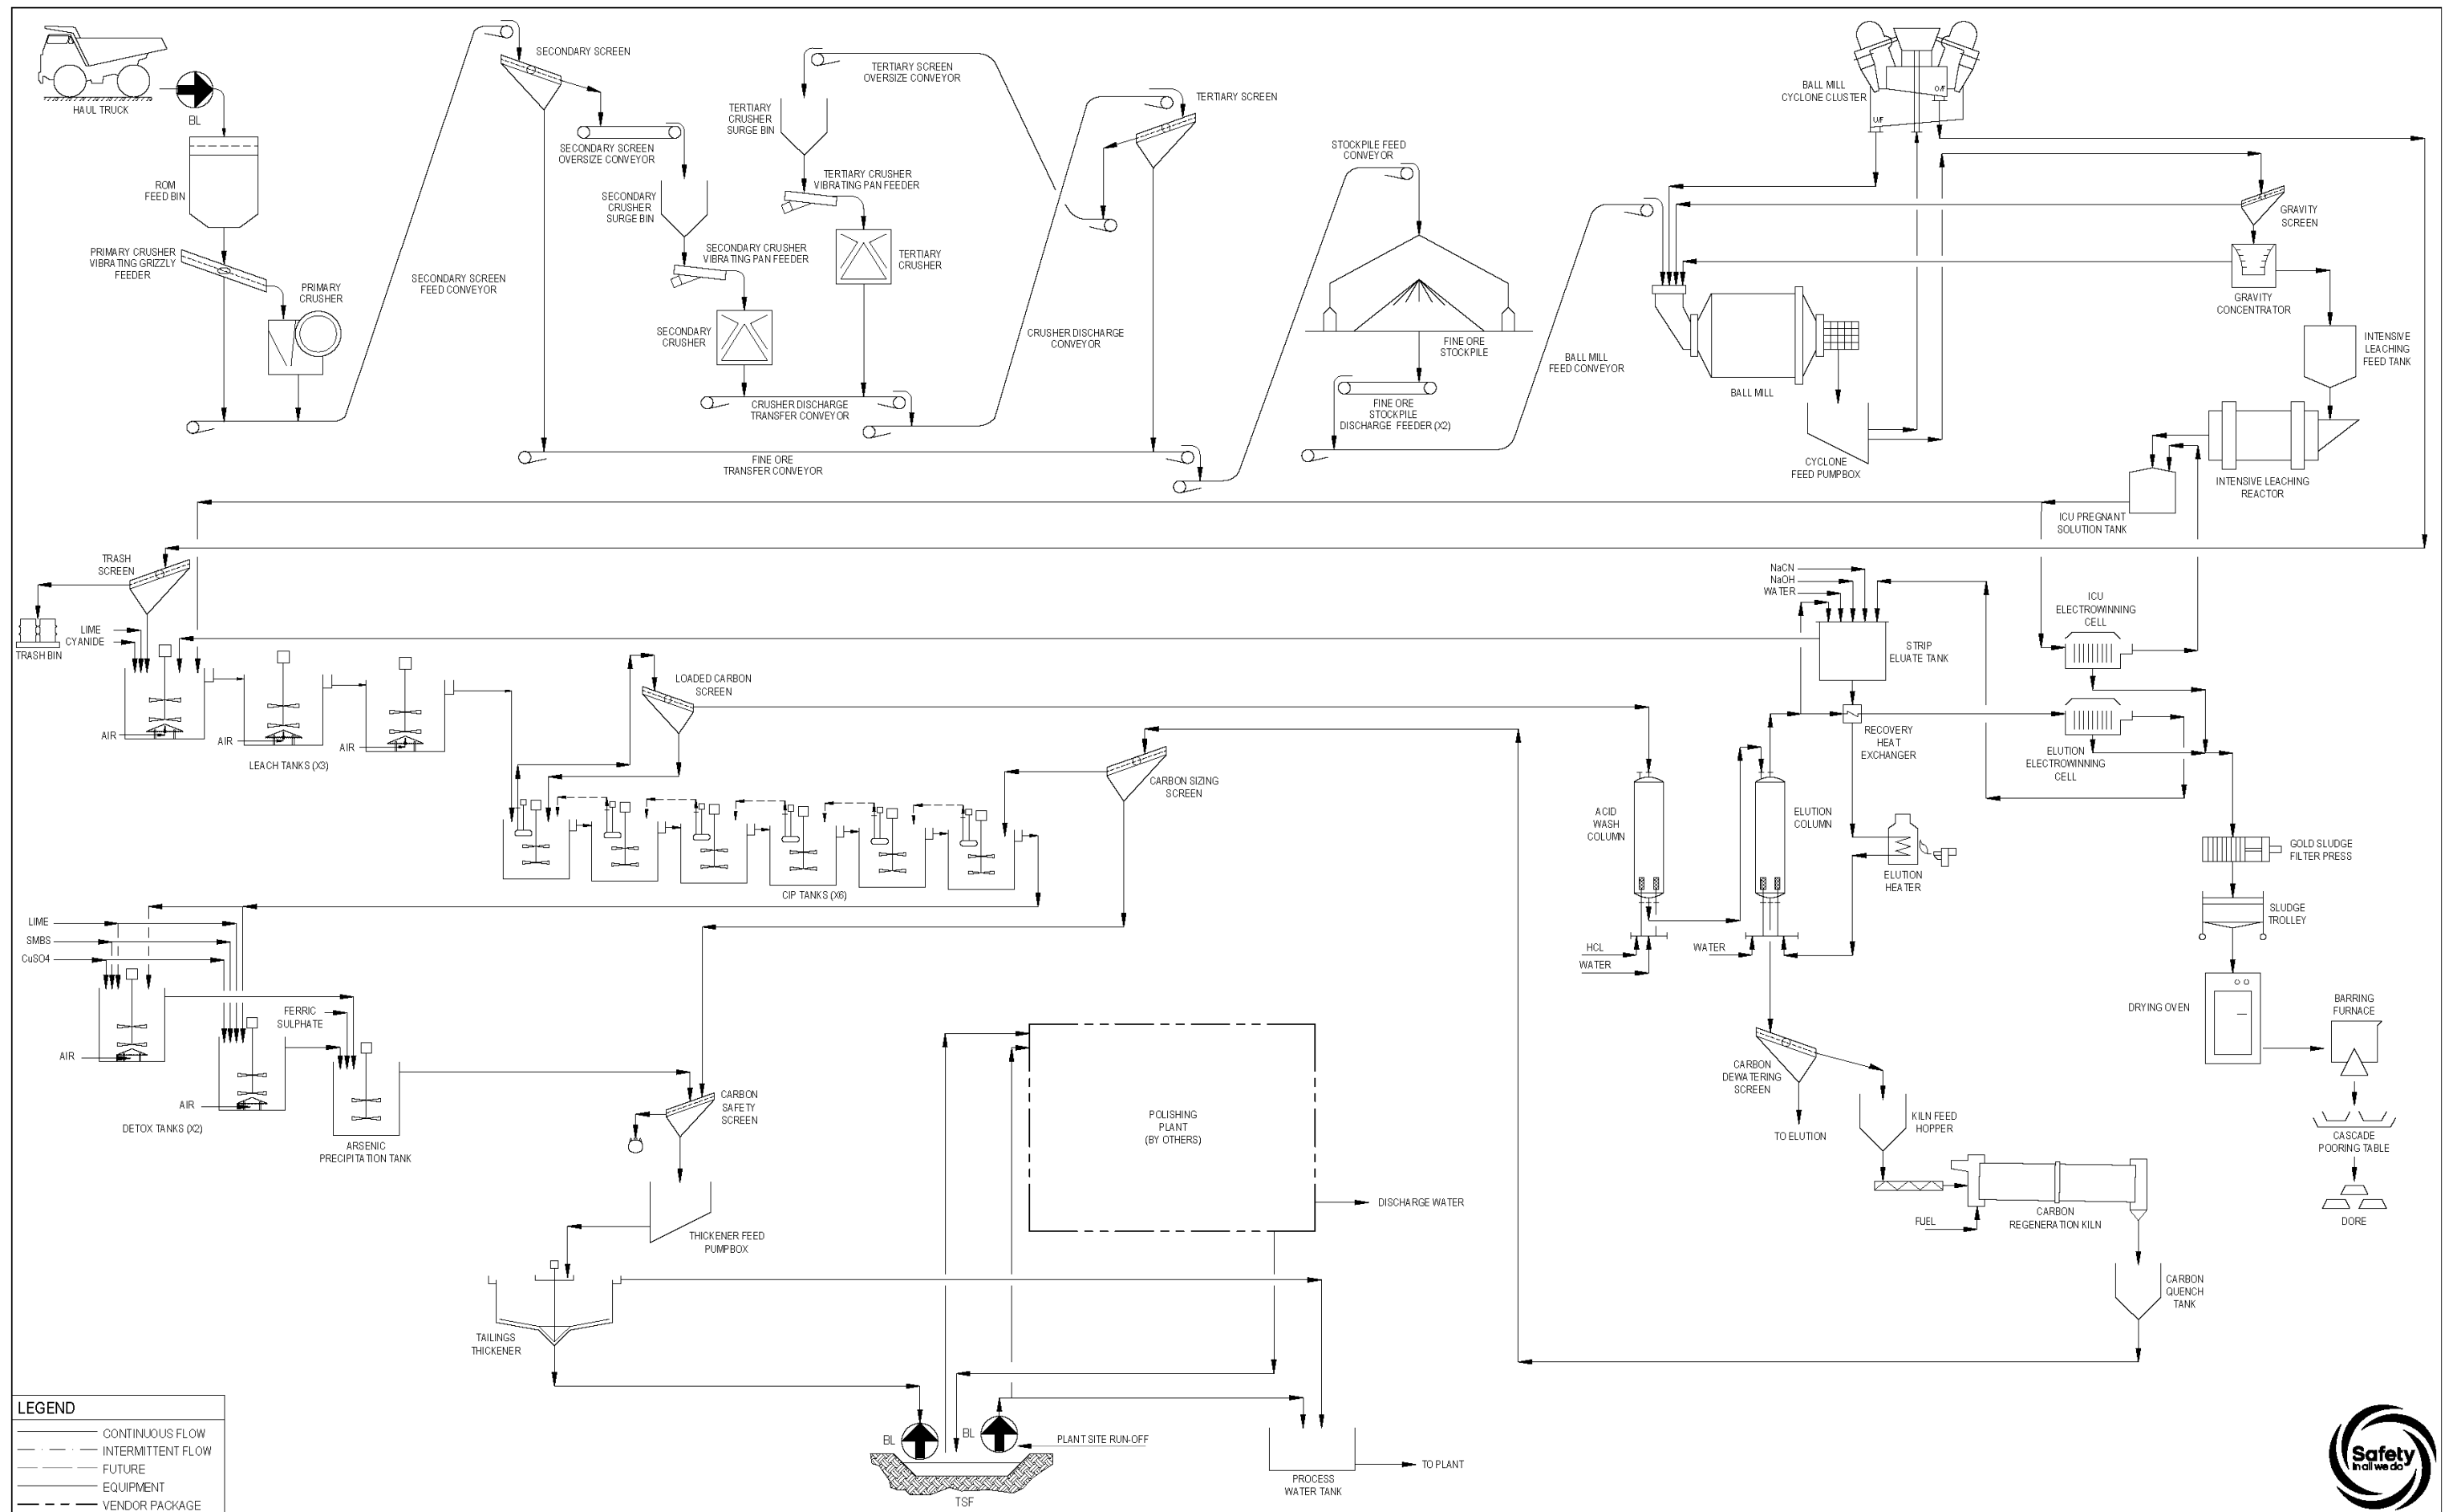 HAUL TRUCK
BL
ROM
FEED BIN
PRIMARY CRUSHER
VIBRATING GRIZZLY
FEEDER
PRIMARY
CRUSHER
SECONDARY SCREEN
FEED CONVEYOR
SECONDARY SCREEN
SECONDARY SCREEN
OVERSIZE CONVEYOR
SECONDARY
CRUSHER
SURGE BIN
SECONDARY CRUSHER
VIBRATING PAN FEEDER
SECONDARY
CRUSHER
TERTIARY SCREEN
OVERSIZE CONVEYOR
TERTIARY
CRUSHER
SURGE BIN
TERTIARY CRUSHER
VIBRATING PAN FEEDER
TERTIARY
CRUSHER
CRUSHER DISCHARGE
TRANSFER CONVEYOR
CRUSHER DISCHARGE
CONVEYOR
TERTIARY SCREEN
FINE ORE
TRANSFER CONVEYOR
STOCKPILE FEED
CONVEYOR
FINE ORE
STOCKPILE
FINE ORE
STOCKPILE
DISCHARGE FEEDER (X2)
BALL MILL
FEED CONVEYOR
BALL MILL
CYCLONE CLUSTER
O/F
U/F
BALL MILL
CYCLONE
FEED PUMPBOX
GRAVITY
SCREEN
GRAVITY
CONCENTRATOR
INTENSIVE
LEACHING
FEED TANK
INTENSIVE LEACHING
REACTOR
ICU PREGNANT
SOLUTION TANK
TRASH
SCREEN
TRASH BIN
LIME
CYANIDE
AIR
AIR
AIR
LEACH TANKS (X3)
LOADED CARBON
SCREEN
CARBON SIZING
SCREEN
CIP TANKS (X6)
NaCN
NaOH
WATER
STRIP
ELUATE TANK
ICU
ELECTROWINNING
CELL
RECOVERY
HEAT
EXCHANGER
ELUTION
ELECTROWINNING
CELL
ACID
WASH
COLUMN
ELUTION
COLUMN
ELUTION
HEATER
HCL
WATER
WATER
GOLD SLUDGE
FILTER PRESS
SLUDGE
TROLLEY
DRYING OVEN
BARRING
FURNACE
CASCADE
POORING TABLE
DORE
LIME
SMBS
CuSO4
FERRIC
SULPHATE
AIR
AIR
DETOX TANKS (X2)
ARSENIC
PRECIPITATION TANK
CARBON
SAFETY
SCREEN
THICKENER FEED
PUMPBOX
TAILINGS
THICKENER
POLISHING
PLANT
(BY OTHERS)
DISCHARGE WATER
CARBON
DEWATERING
SCREEN
TO ELUTION
KILN FEED
HOPPER
FUEL
CARBON
REGENERATION KILN
CARBON
QUENCH
TANK
BL
BL
PLANT SITE RUN-OFF
TSF
PROCESS
WATER TANK
TO PLANT
LEGEND
CONTINUOUS FLOW
INTERMITTENT FLOW
FUTURE
EQUIPMENT
VENDOR PACKAGE
Safety
in all we do